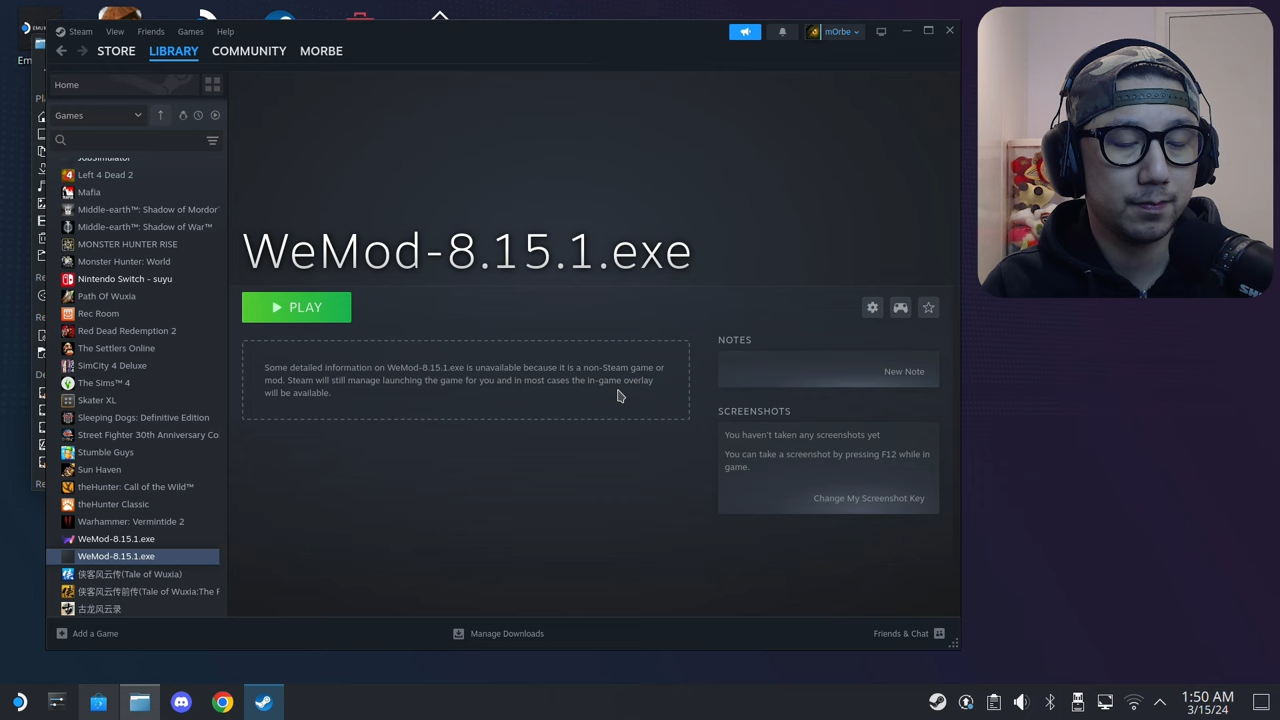 Steam View Friends Games Help
mOrbe
STORE LIBRARY COMMUNITY MORBE
Home
Games
JobSimulator
Left 4 Dead 2
Mafia
Middle-earth™: Shadow of Mordor
Middle-earth™: Shadow of War™
MONSTER HUNTER RISE
Monster Hunter: World
Nintendo Switch - suyu
Path Of Wuxia
Rec Room
Red Dead Redemption 2
The Settlers Online
SimCity 4 Deluxe
The Sims™ 4
Skater XL
Sleeping Dogs: Definitive Edition
Street Fighter 30th Anniversary Co
Stumble Guys
Sun Haven
theHunter: Call of the Wild™
theHunter Classic
Warhammer: Vermintide 2
WeMod-8.15.1.exe
WeMod-8.15.1.exe
侠客风云传(Tale of Wuxia)
侠客风云传前传(Tale of Wuxia:The F
古龙风云录
Add a Game
WeMod-8.15.1.exe
PLAY
Some detailed information on WeMod-8.15.1.exe is unavailable because it is a non-Steam game or
mod. Steam will still manage launching the game for you and in most cases the in-game overlay
will be available.
NOTES
New Note
SCREENSHOTS
You haven't taken any screenshots yet
You can take a screenshot by pressing F12 while in
game.
Change My Screenshot Key
Manage Downloads
Friends & Chat
1:50 AM
3/15/24